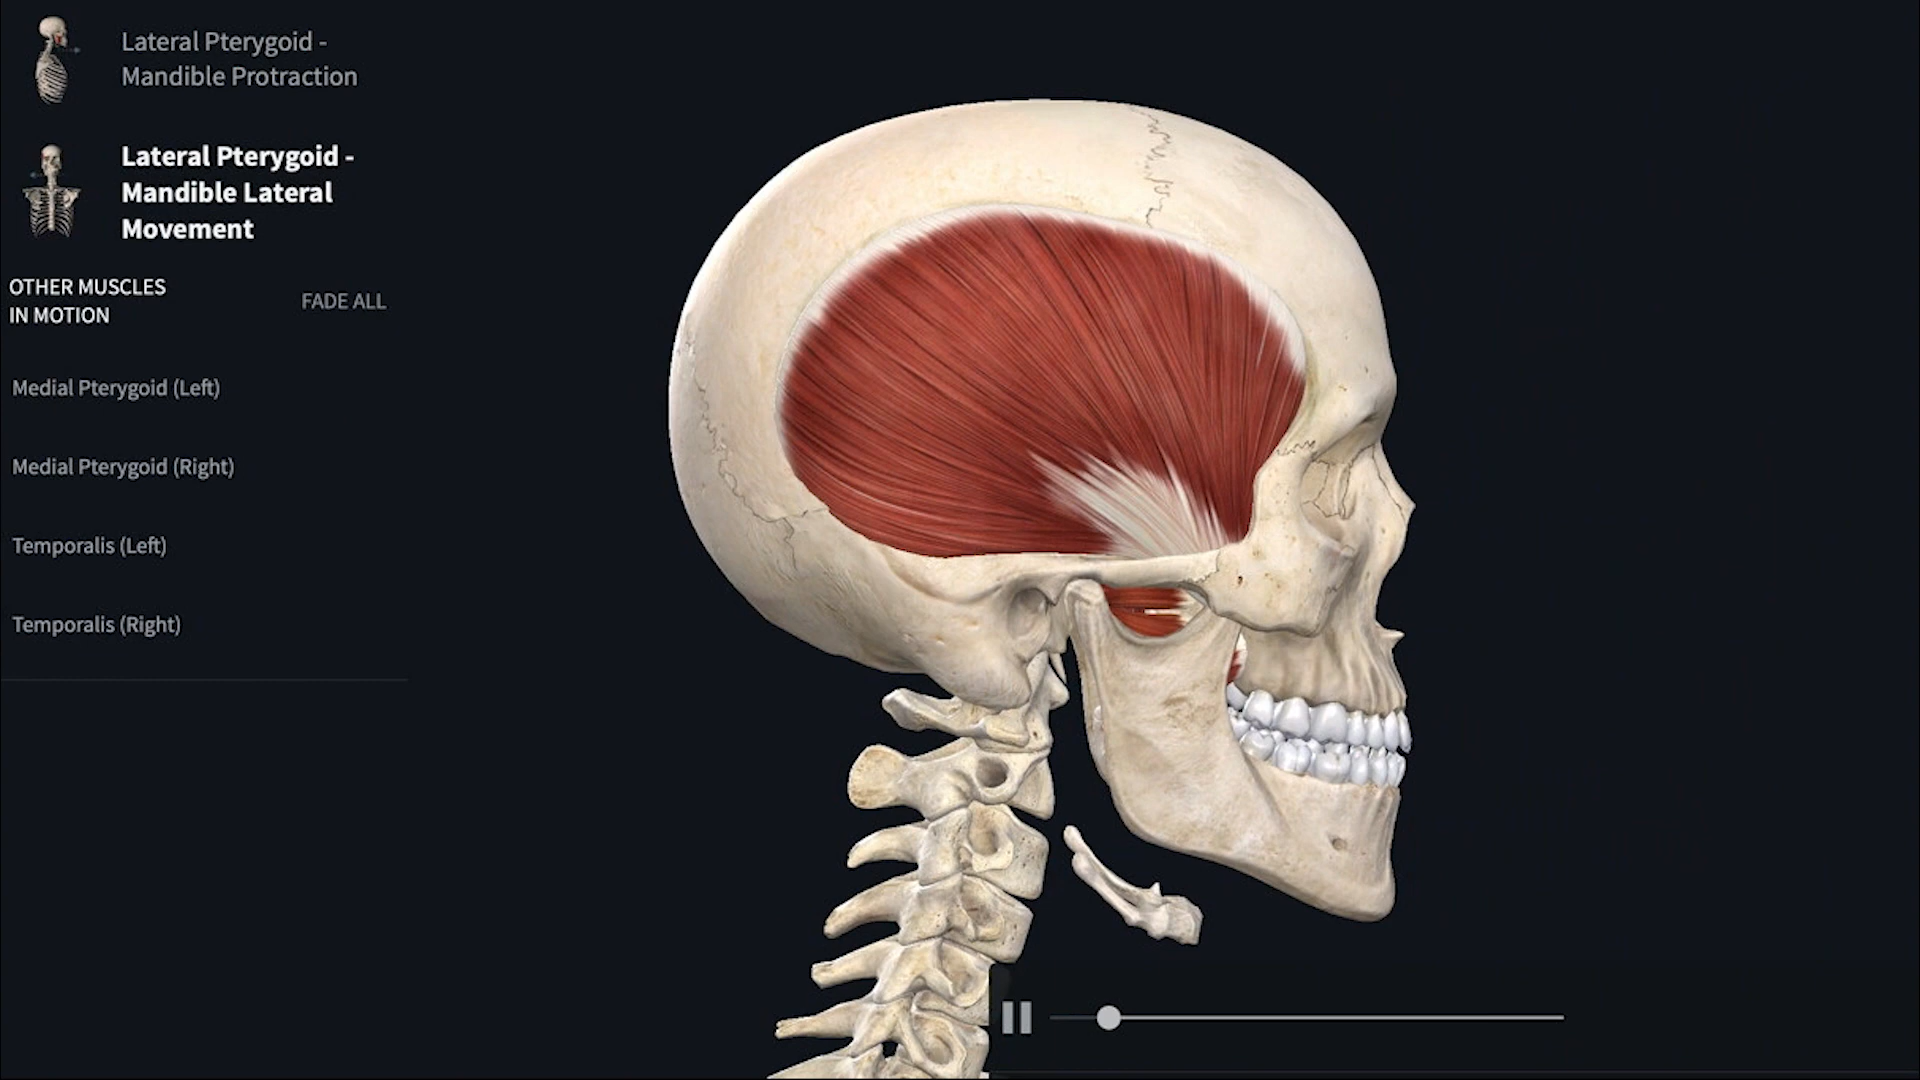 Lateral Pterygoid -
Mandible Protraction
Lateral Pterygoid -
Mandible Lateral
Movement
OTHER MUSCLES
IN MOTION
FADE ALL
Medial Pterygoid (Left)
Medial Pterygoid (Right)
Temporalis (Left)
Temporalis (Right)